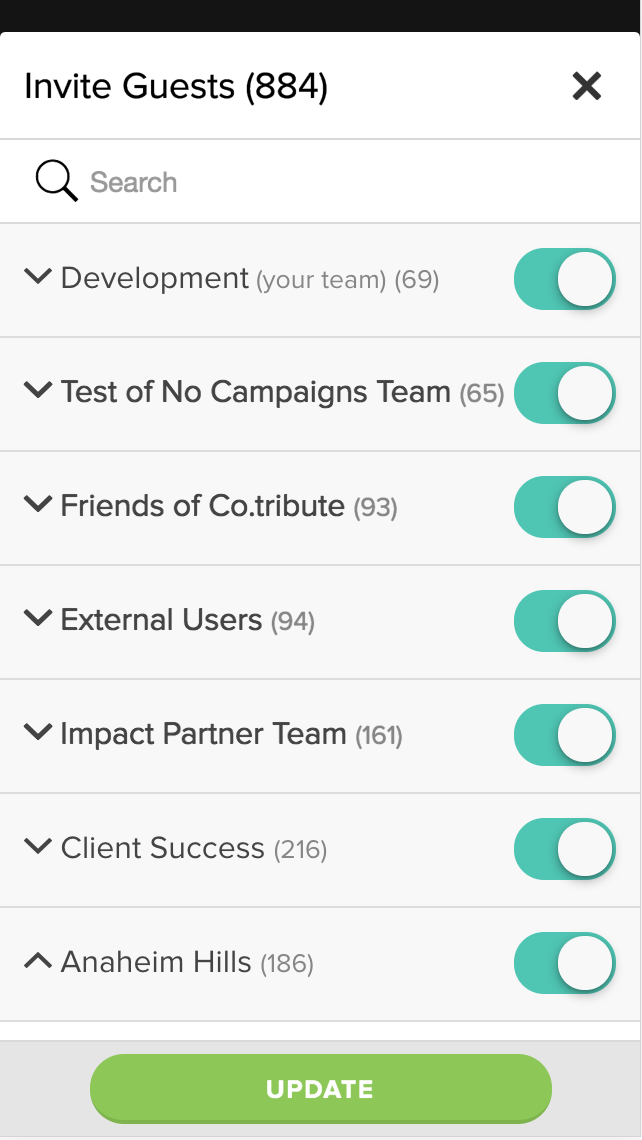 Invite Guests (884)
Search
Development (your team) (69)
Test of No Campaigns Team (65)
Friends of Co.tribute (93)
External Users (94)
Impact Partner Team (161)
Client Success (216)
Anaheim Hills (186)
UPDATE